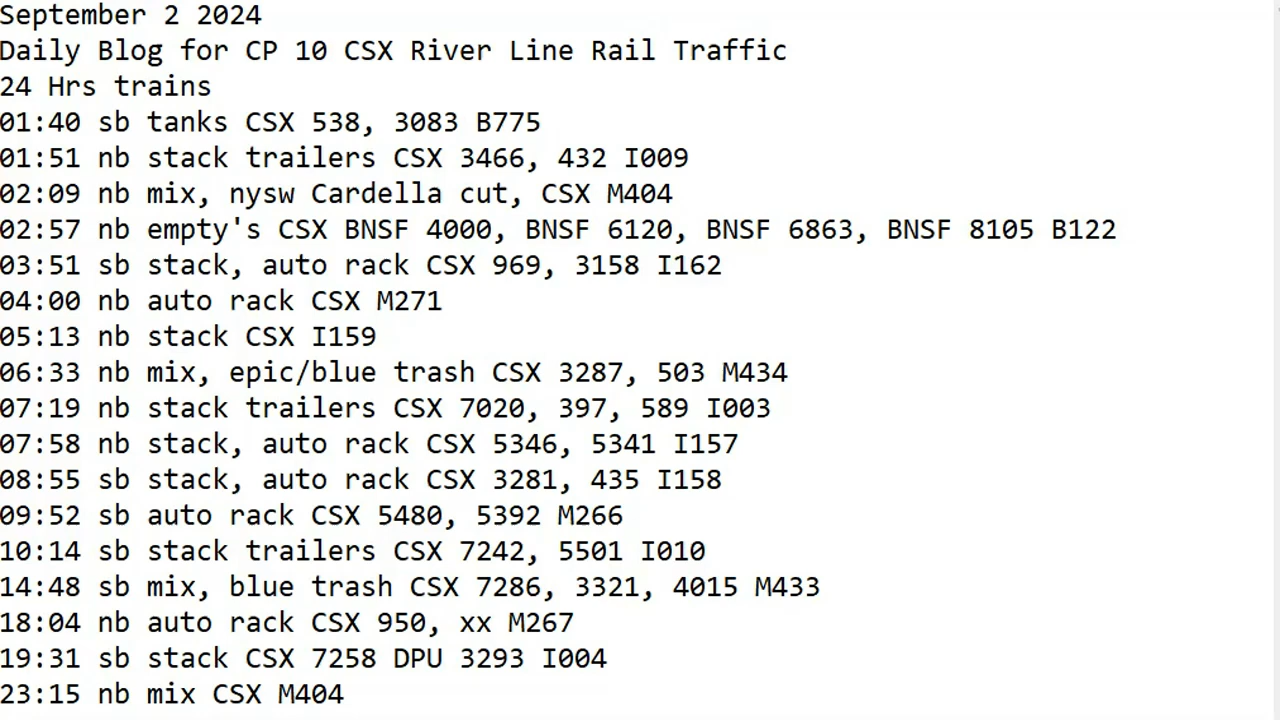 September 2 2024
Daily Blog for CP 10 CSX River Line Rail Traffic
24 Hrs trains
01:40 sb tanks CSX 538, 3083 B775
01:51 nb stack trailers CSX 3466, 432 I009
02:09 nb mix, nysw Cardella cut, CSX M404
02:57 nb empty's CSX BNSF 4000, BNSF 6120, BNSF 6863, BNSF 8105 B122
03:51 sb stack, auto rack CSX 969, 3158 I162
04:00 nb auto rack CSX M271
05:13 nb stack CSX I159
06:33 nb mix, epic/blue trash CSX 3287, 503 M434
07:19 nb stack trailers CSX 7020, 397, 589 I003
07:58 nb stack, auto rack CSX 5346, 5341 I157
08:55 sb stack, auto rack CSX 3281, 435 I158
09:52 sb auto rack CSX 5480, 5392 M266
10:14 sb stack trailers CSX 7242, 5501 I010
14:48 sb mix, blue trash CSX 7286, 3321, 4015 M433
18:04 nb auto rack CSX 950, xx M267
19:31 sb stack CSX 7258 DPU 3293 I004
23:15 nb mix CSX M404